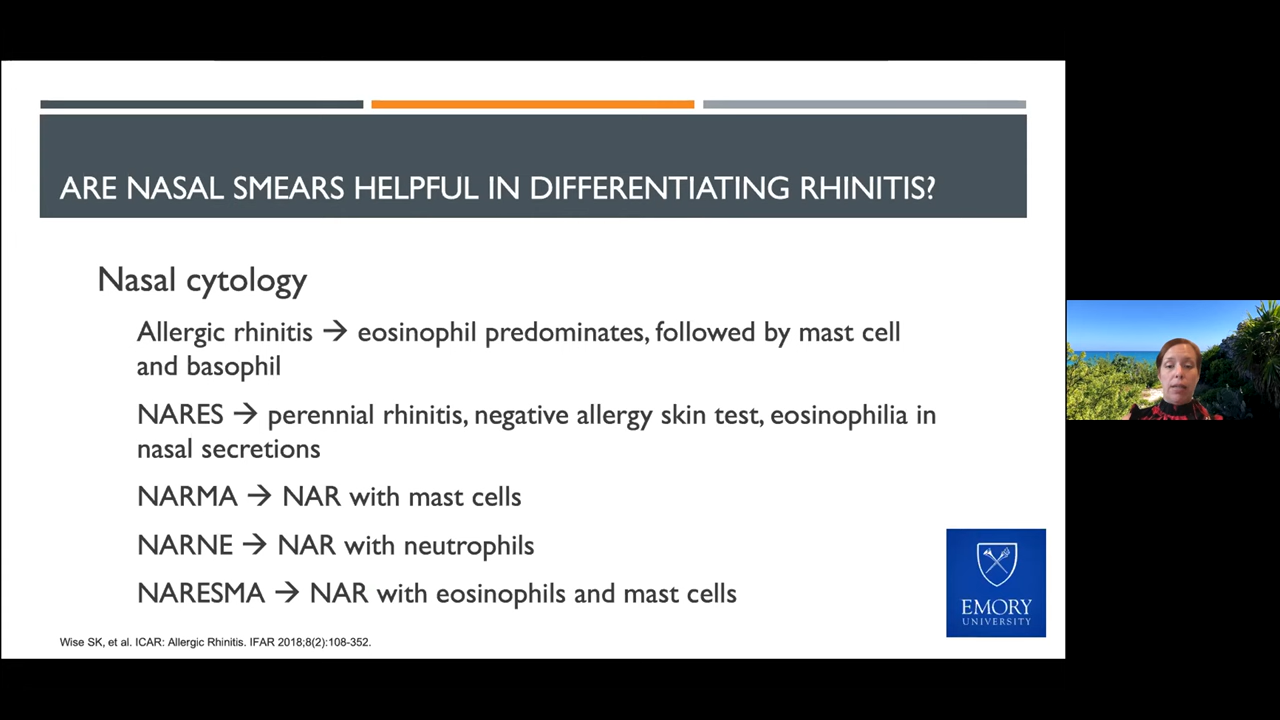 ARE NASAL SMEARS HELPFUL IN DIFFERENTIATING RHINITIS?
Nasal cytology
Allergic rhinitis → eosinophil predominates, followed by mast cell
and basophil
NARES → perennial rhinitis, negative allergy skin test, eosinophilia in
nasal secretions
NARMA → NAR with mast cells
NARNE → NAR with neutrophils
NARESMA → NAR with eosinophils and mast cells
EMORY
UNIVERSITY
Wise SK, et al. ICAR: Allergic Rhinitis. IFAR 2018;8(2):108-352.